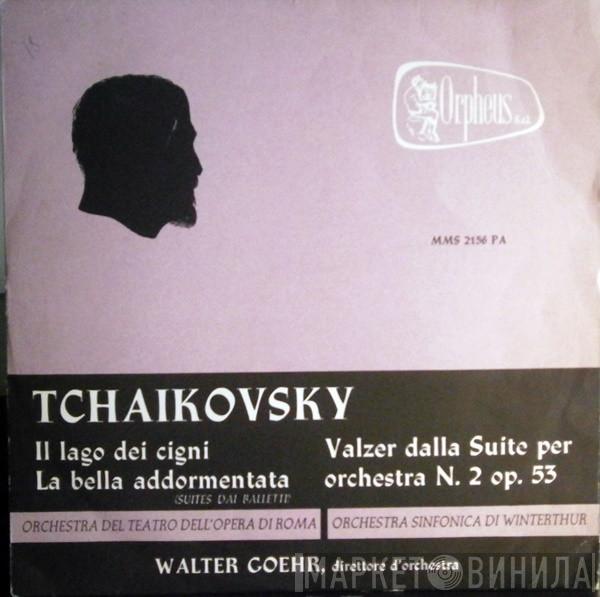 15
Orpheus
MMS 2156 PA
TCHAIKOVSKY
Il lago dei cigni
La bella addormentata
(SUITES DAI BALLETTI)
Valzer dalla Suite per
orchestra N. 2 op. 53
ORCHESTRA DEL TEATRO DELL'OPERA DI ROMA
ORCHESTRA SINFONICA DI WINTERTHUR
WALTER GOEHR, direttore d'orchestra
МАРКЕТ ВИНИЛА